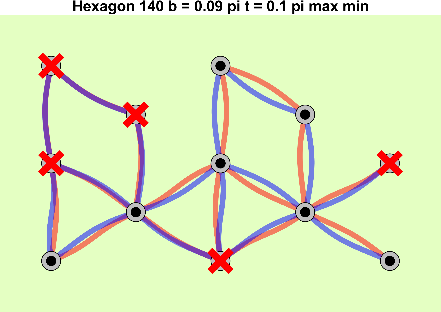 Hexagon 140 b = 0.09 pi t = 0.1 pi max min